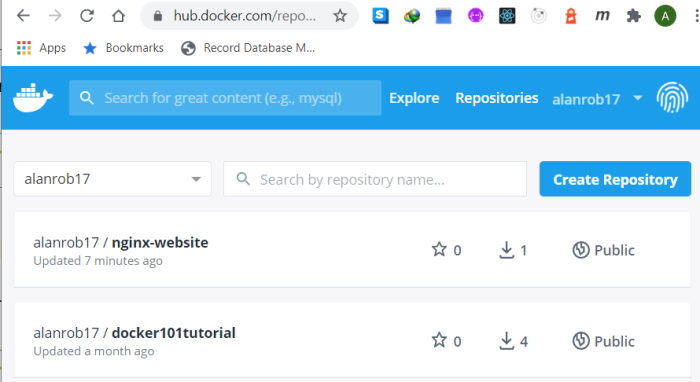 hub.docker.com/repo...
Apps Bookmarks Record Database M...
Search for great content (e.g., mysql) Explore Repositories alanrob17
alanrob17 Search by repository name... Create Repository
alanrob17 / nginx-website 0 1 Public
Updated 7 minutes ago
alanrob17 / docker101tutorial 0 4 Public
Updated a month ago
S m A